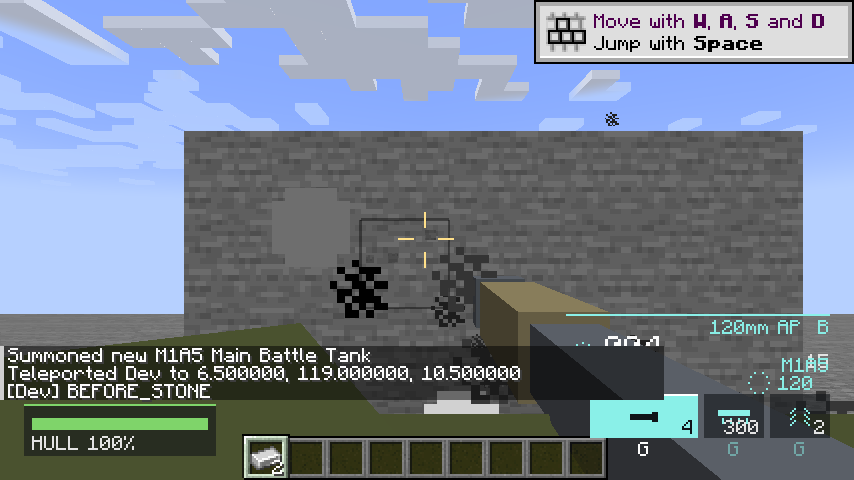 Move with W, A, S and D
Jump with Space
120mm AP B
Summoned new M1A5 Main Battle Tank
Teleported Dev to 6.500000, 119.000000, 10.500000
[Dev] BEFORE_STONE
120
HULL 100%
4
300
2
G
G
G
2